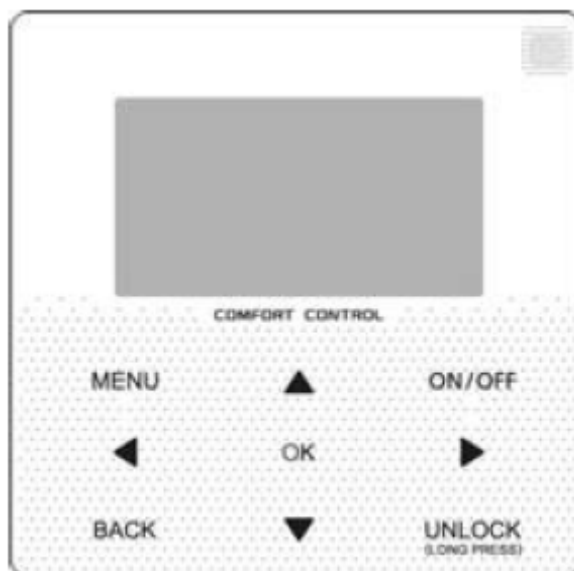 COMFORT CONTROL
MENU
ON/OFF
OK
BACK
UNLOCK
(LONG PRESS)